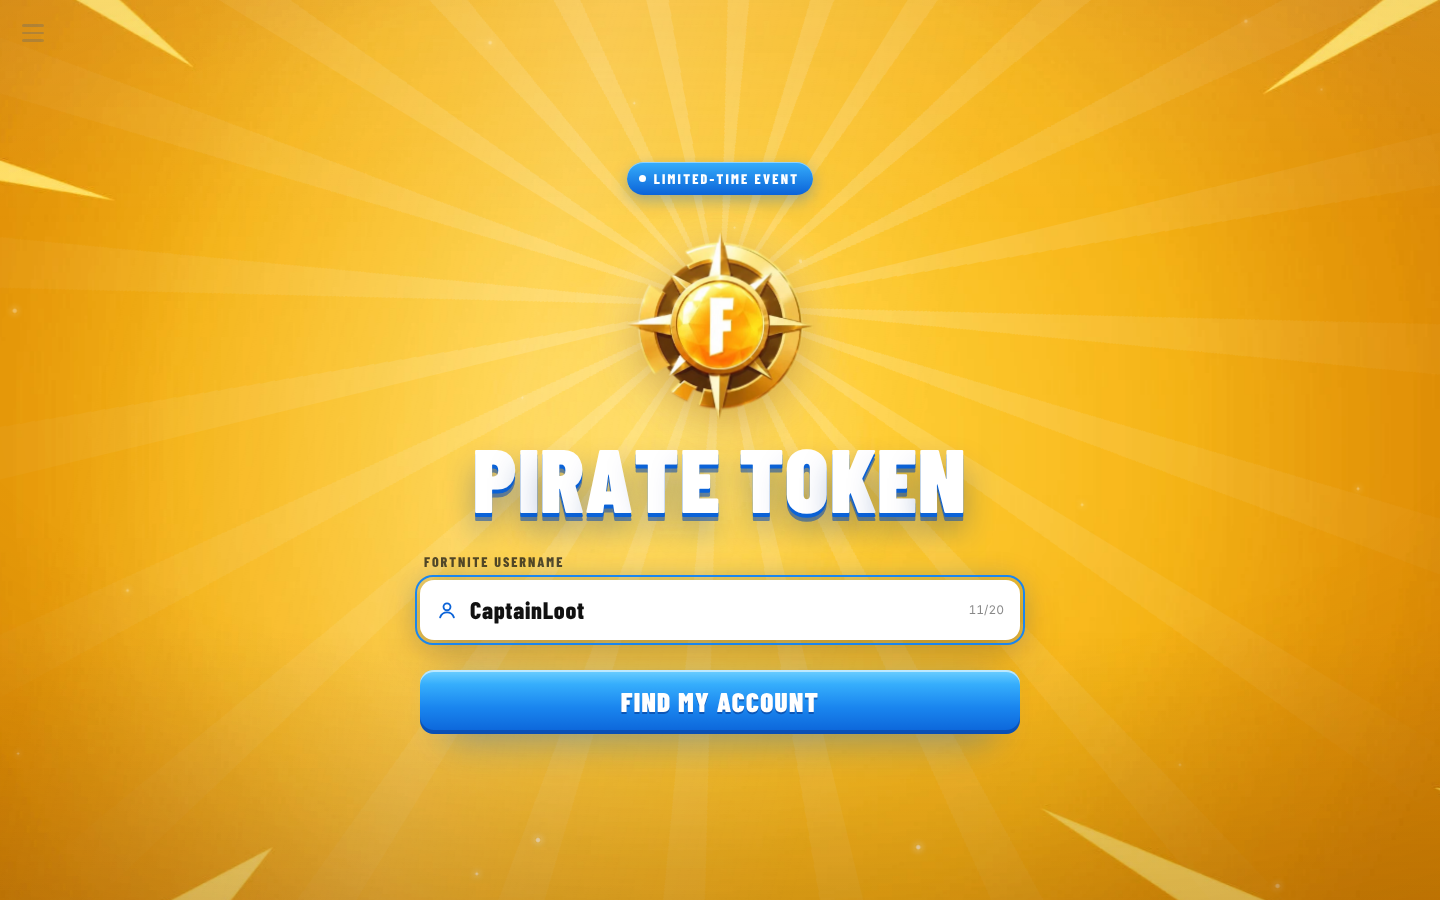 LIMITED-TIME EVENT
F
PIRATE TOKEN
FORTNITE USERNAME
CaptainLoot 11/20
FIND MY ACCOUNT